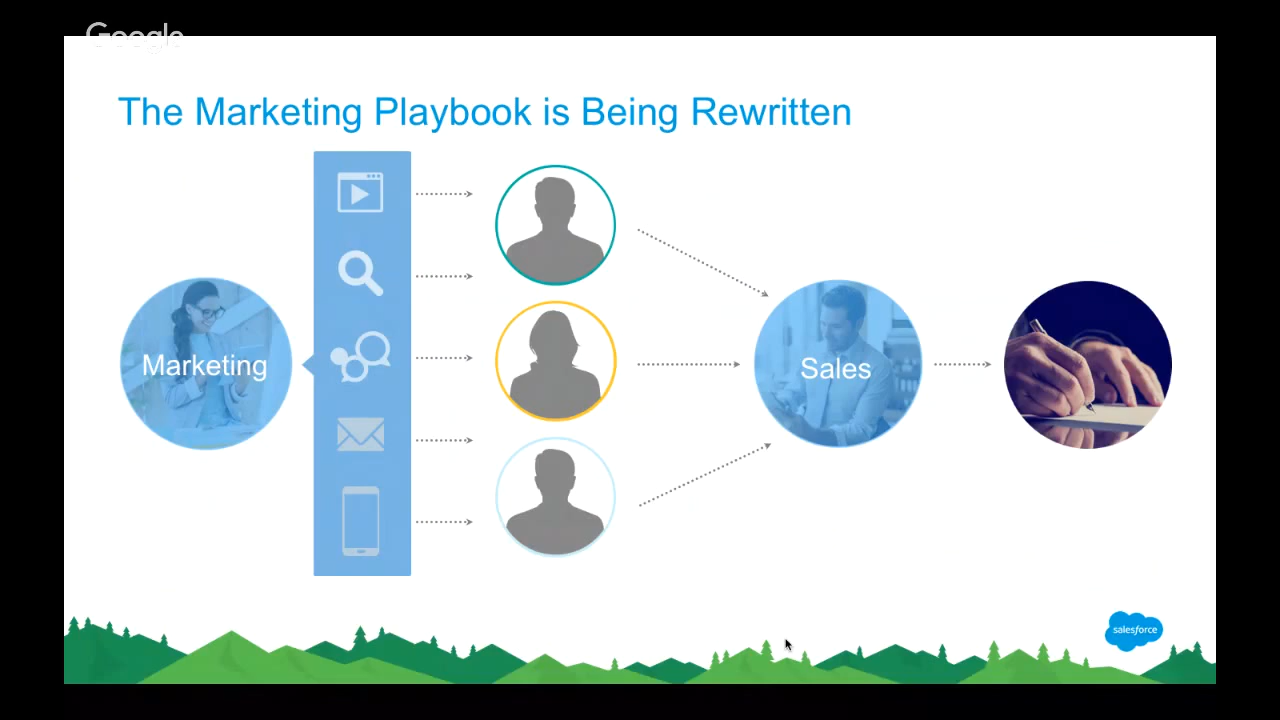 Google
The Marketing Playbook is Being Rewritten
Marketing
Sales
salesforce